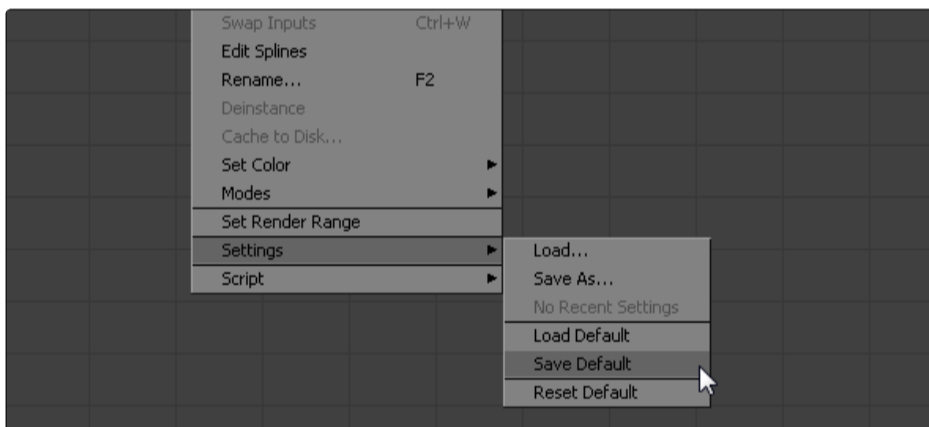 Swap Inputs Ctrl+W
Edit Splines
Rename... F2
Deinstance
Cache to Disk...
Set Color
Modes
Set Render Range
Settings
Script
Load...
Save As...
No Recent Settings
Load Default
Save Default
Reset Default